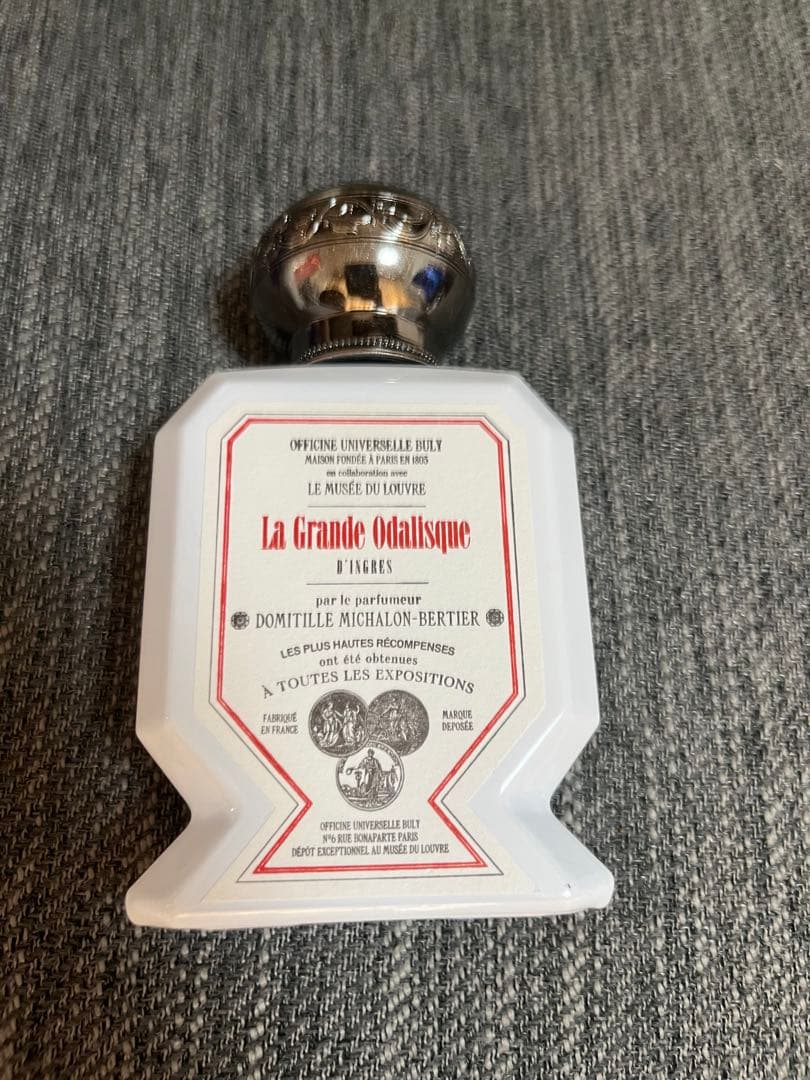 OFFICINE UNIVERSELLE BULY
MAISON FONDÉE À PARIS EN 1803
en collaboration avec
LE MUSÉE DU LOUVRE
La Grande Odalisque
D'INGRES
par le parfumeur
DOMITILLE MICHALON-BERTIER
LES PLUS HAUTES RÉCOMPENSES
ont été obtenues
À TOUTES LES EXPOSITIONS
FABRIQUÉ
EN FRANCE
MARQUE
DEPOSÉE
OFFICINE UNIVERSELLE BULY
N°6 RUE BONAPARTE PARIS
DÉPÔT EXCEPTIONNEL AU MUSÉE DU LOUVRE